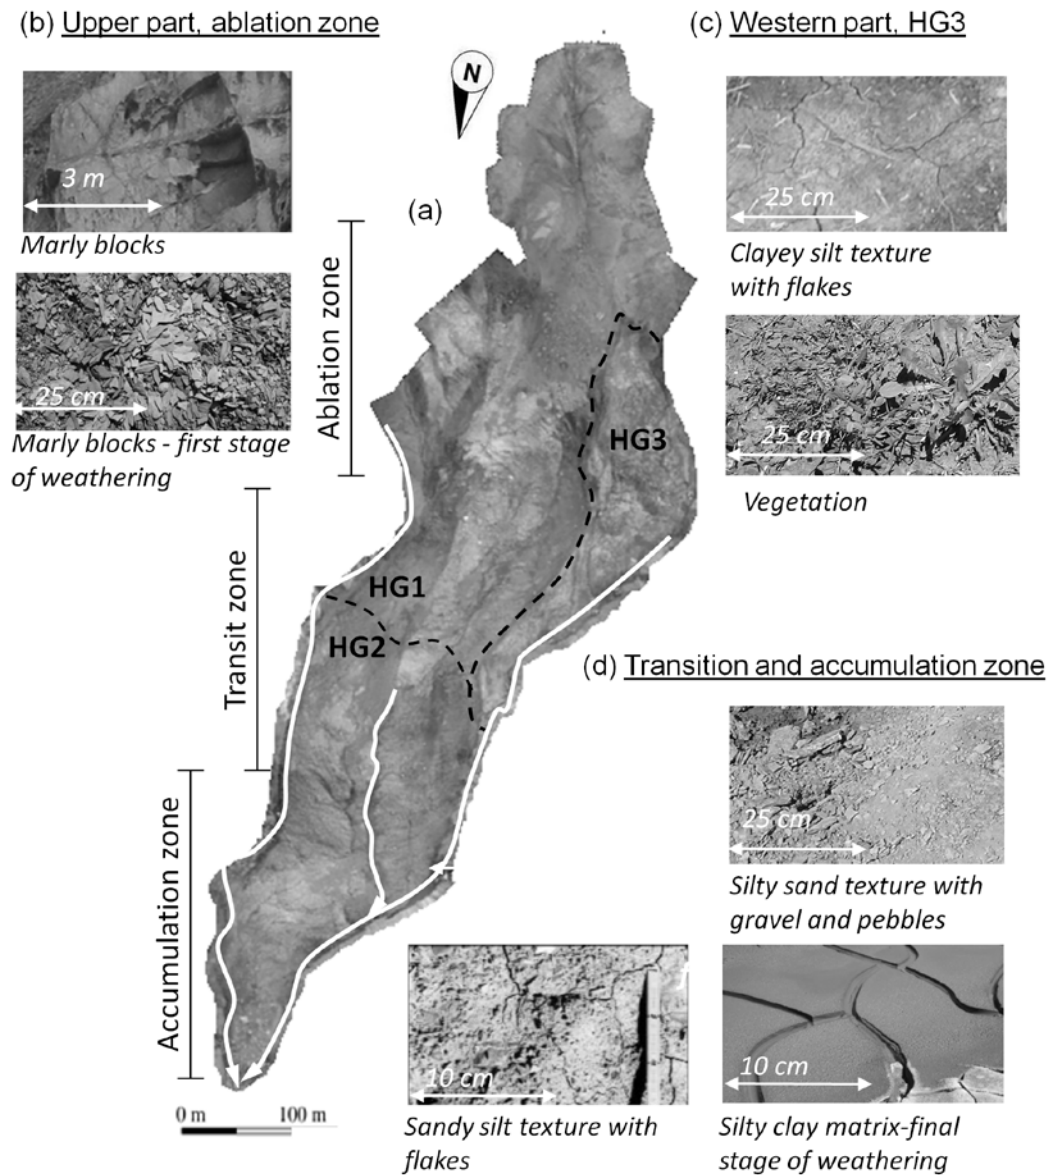 (b) Upper part, ablation zone
3 m
Marly blocks
25 cm
Marly blocks - first stage
of weathering
N
(a)
(c) Western part, HG3
25 cm
Clayey silt texture
with flakes
25 cm
Vegetation
Ablation zone
Transit zone
Accumulation zone
HG3
HG1
HG2
0 m 100 m
(d) Transition and accumulation zone
25 cm
Silty sand texture with
gravel and pebbles
10 cm
Sandy silt texture with
flakes
10 cm
Silty clay matrix-final
stage of weathering